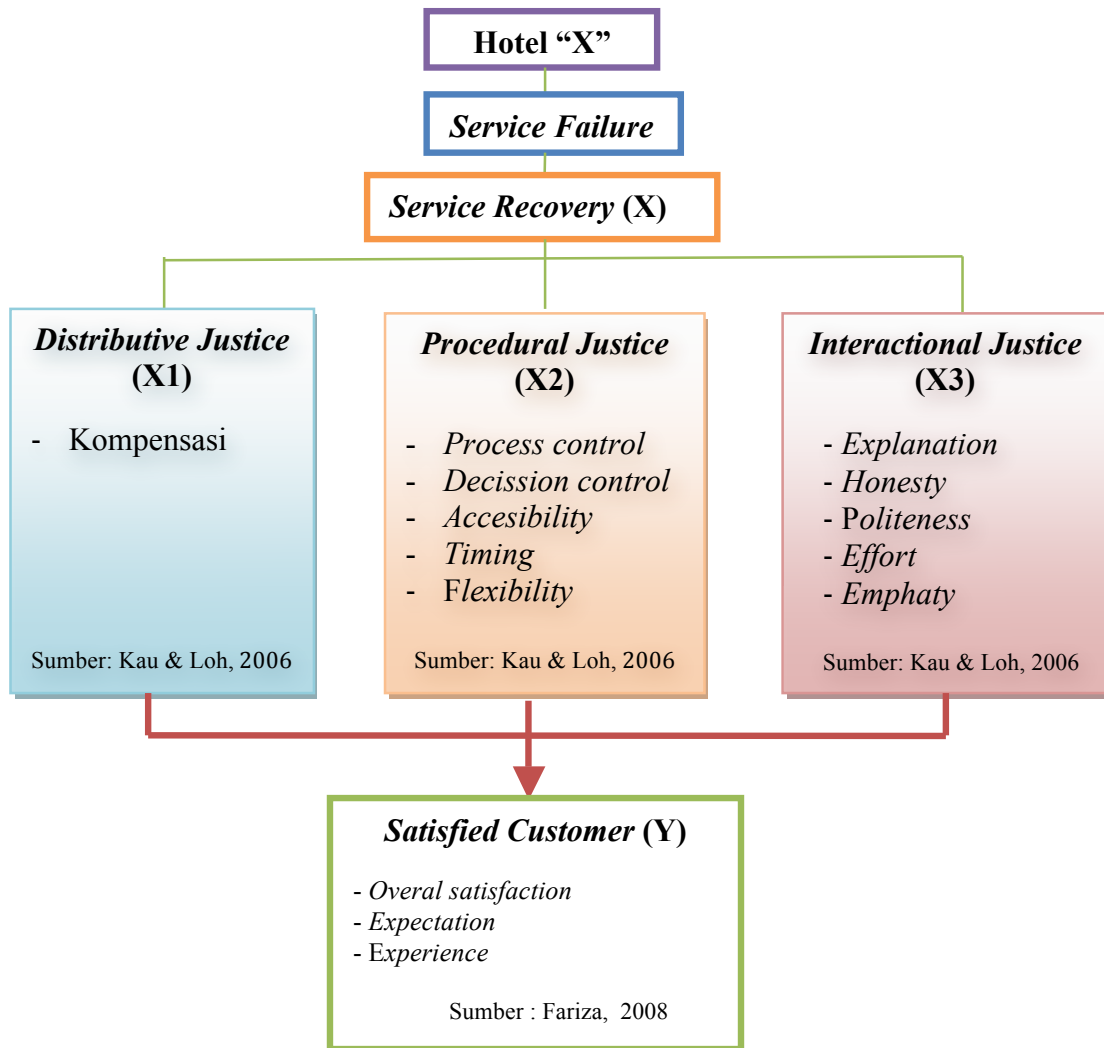 Hotel “X”
Service Failure
Service Recovery (X)
Distributive Justice
(X1)
- Kompensasi
Sumber: Kau & Loh, 2006
Procedural Justice
(X2)
- Process control
- Decission control
- Accesibility
- Timing
- Flexibility
Sumber: Kau & Loh, 2006
Interactional Justice
(X3)
- Explanation
- Honesty
- Politeness
- Effort
- Emphaty
Sumber: Kau & Loh, 2006
Satisfied Customer (Y)
- Overal satisfaction
- Expectation
- Experience
Sumber : Fariza, 2008